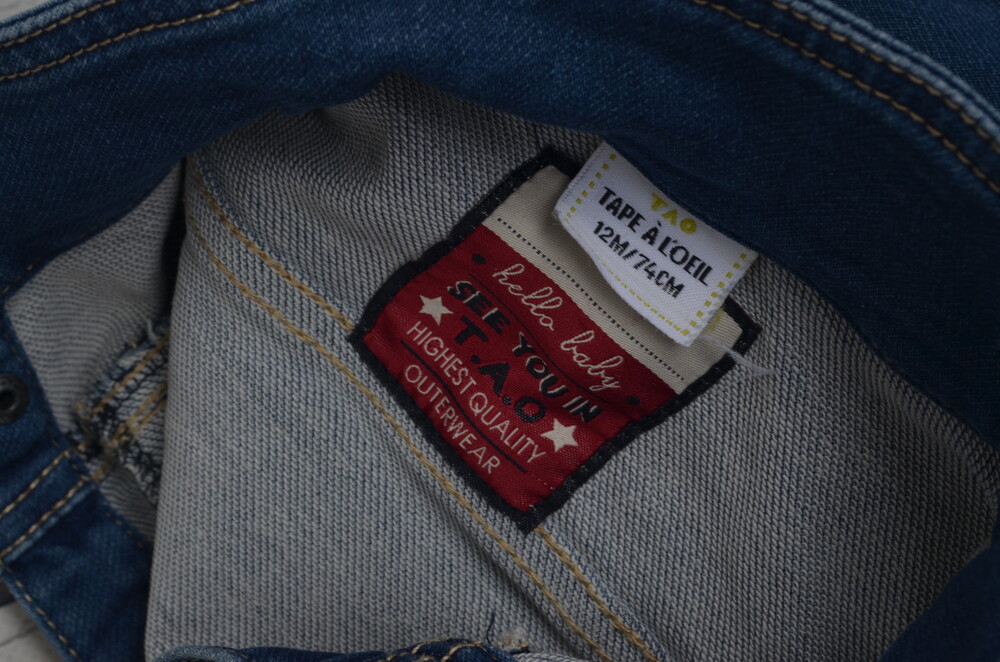 TAO
TAPE À L'OEIL
12M/74CM
hello baby
SEE YOU IN
T.A.O
HIGHEST QUALITY
OUTERWEAR